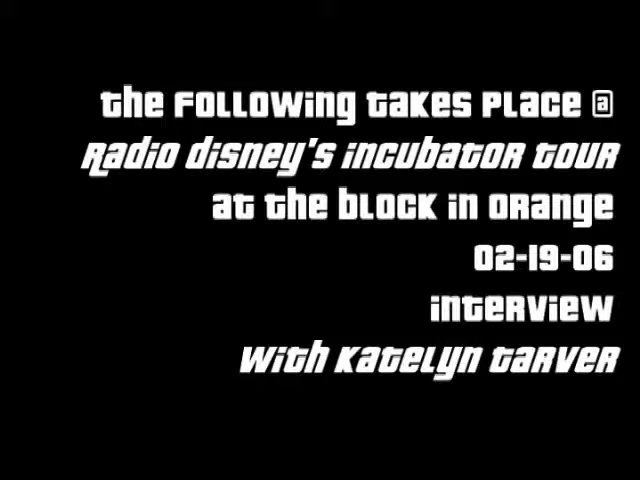 the following takes place @
Radio disney's incubator tour
at the block in orange
02-19-06
interview
with Katelyn Tarver